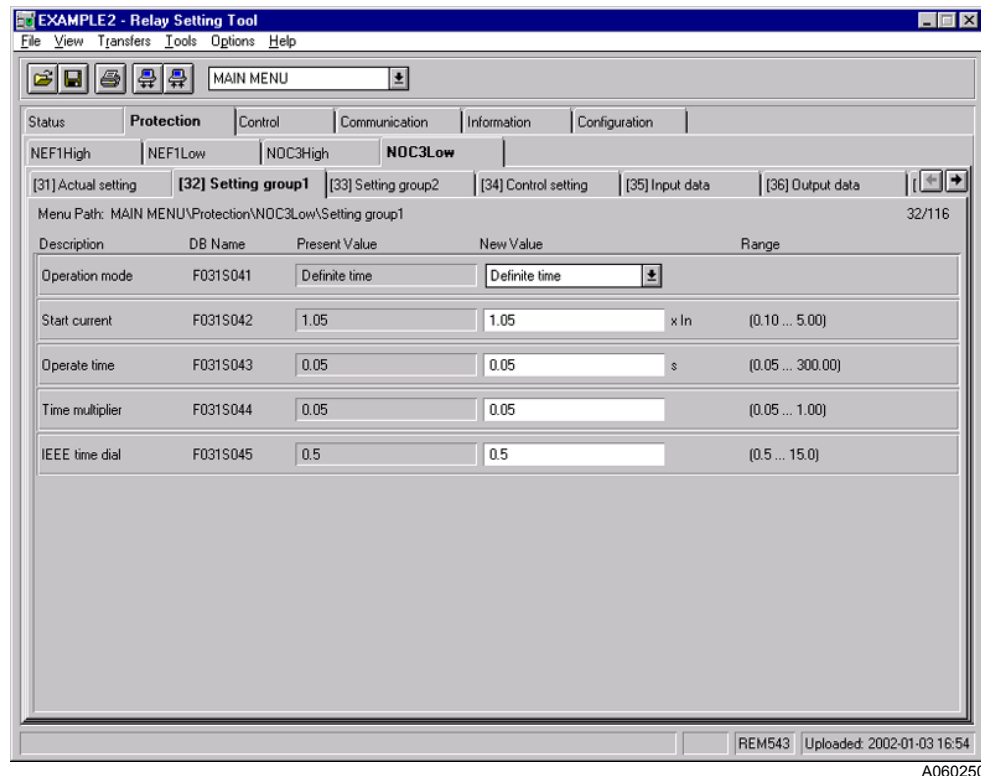 EXAMPLE2 - Relay Setting Tool
File View Transfers Tools Options Help
MAIN MENU
Status Protection Control Communication Information Configuration
NEF1High NEF1Low NOC3High NOC3Low
[31] Actual setting [32] Setting group1 [33] Setting group2 [34] Control setting [35] Input data [36] Output data [
Menu Path: MAIN MENU\Protection\NOC3Low\Setting group1 32/116
Description DB Name Present Value New Value Range
Operation mode F031S041 Definite time Definite time
Start current F031S042 1.05 1.05 x In (0.10 ... 5.00)
Operate time F031S043 0.05 0.05 s (0.05 ... 300.00)
Time multiplier F031S044 0.05 0.05 (0.05 ... 1.00)
IEEE time dial F031S045 0.5 0.5 (0.5 ... 15.0)
REM543 Uploaded: 2002-01-03 16:54
A060250